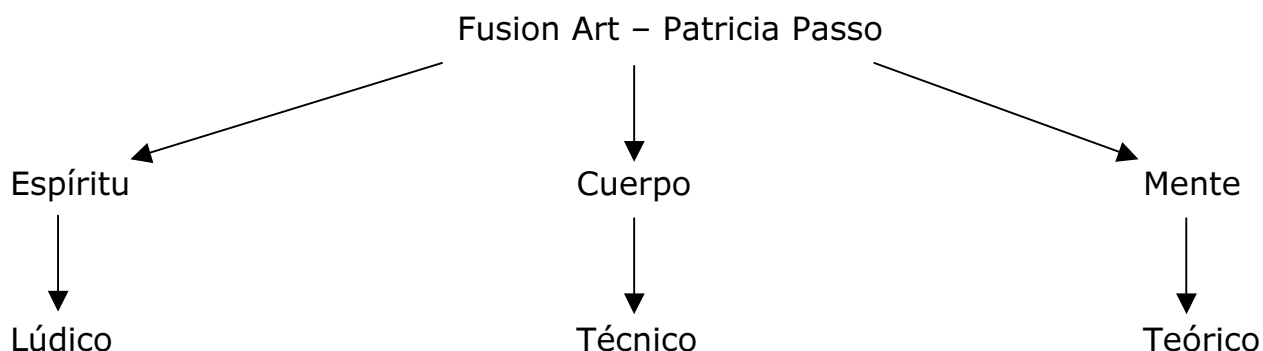 Fusion Art – Patricia Passo
Espíritu Cuerpo Mente
Lúdico Técnico Teórico